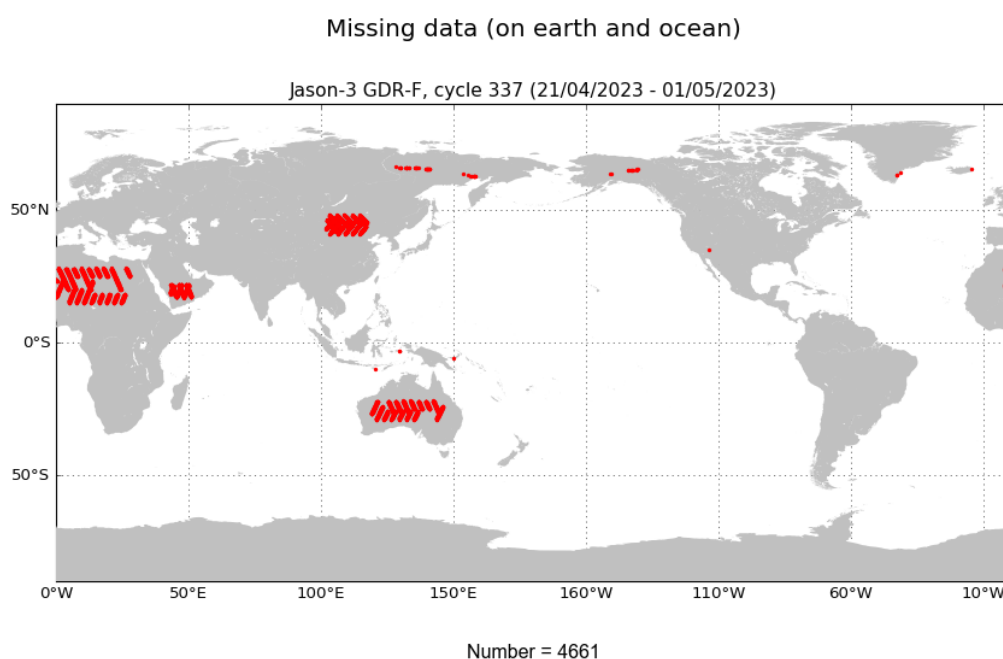 Missing data (on earth and ocean)
Jason-3 GDR-F, cycle 337 (21/04/2023 - 01/05/2023)
50°N
0°S
50°S
0°W 50°E 100°E 150°E 160°W 110°W 60°W 10°W
Number = 4661